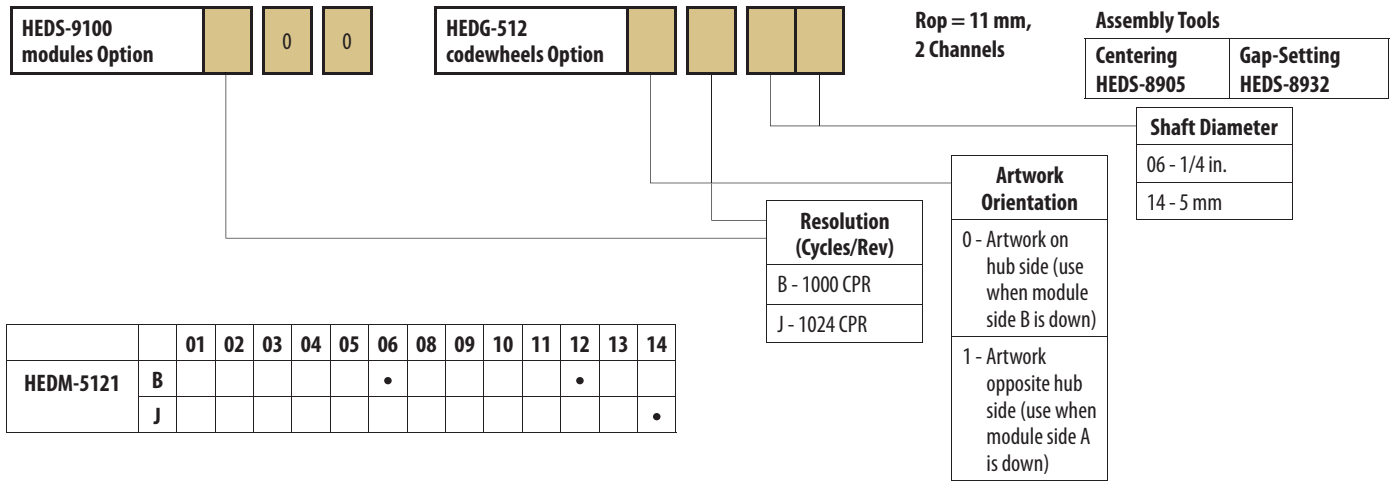 HEDS-9100
modules Option
0
0
HEDG-512
codewheels Option
Rop = 11 mm,
2 Channels
Assembly Tools
Centering
HEDS-8905
Gap-Setting
HEDS-8932
Shaft Diameter
06 - 1/4 in.
14 - 5 mm
Artwork
Orientation
0 - Artwork on
hub side (use
when module
side B is down)
1 - Artwork
opposite hub
side (use when
module side A
is down)
Resolution
(Cycles/Rev)
B - 1000 CPR
J - 1024 CPR
01 02 03 04 05 06 08 09 10 11 12 13 14
HEDM-5121 B • •
J •